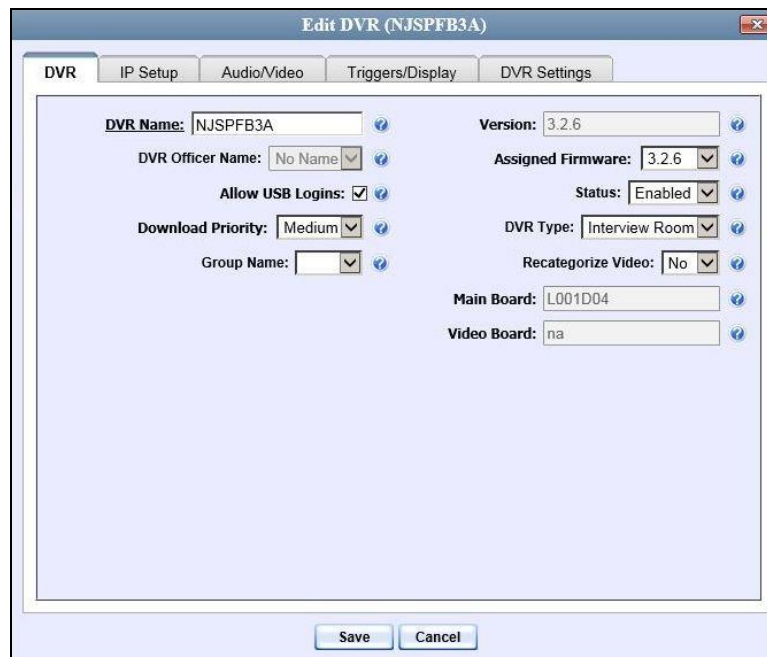 Edit DVR (NJSPFB3A)
DVR
IP Setup
Audio/Video
Triggers/Display
DVR Settings
DVR Name: NJSPFB3A
DVR Officer Name: No Name
Allow USB Logins:
Download Priority: Medium
Group Name:
Version: 3.2.6
Assigned Firmware: 3.2.6
Status: Enabled
DVR Type: Interview Room
Recategorize Video: No
Main Board: L001D04
Video Board: na
Save
Cancel